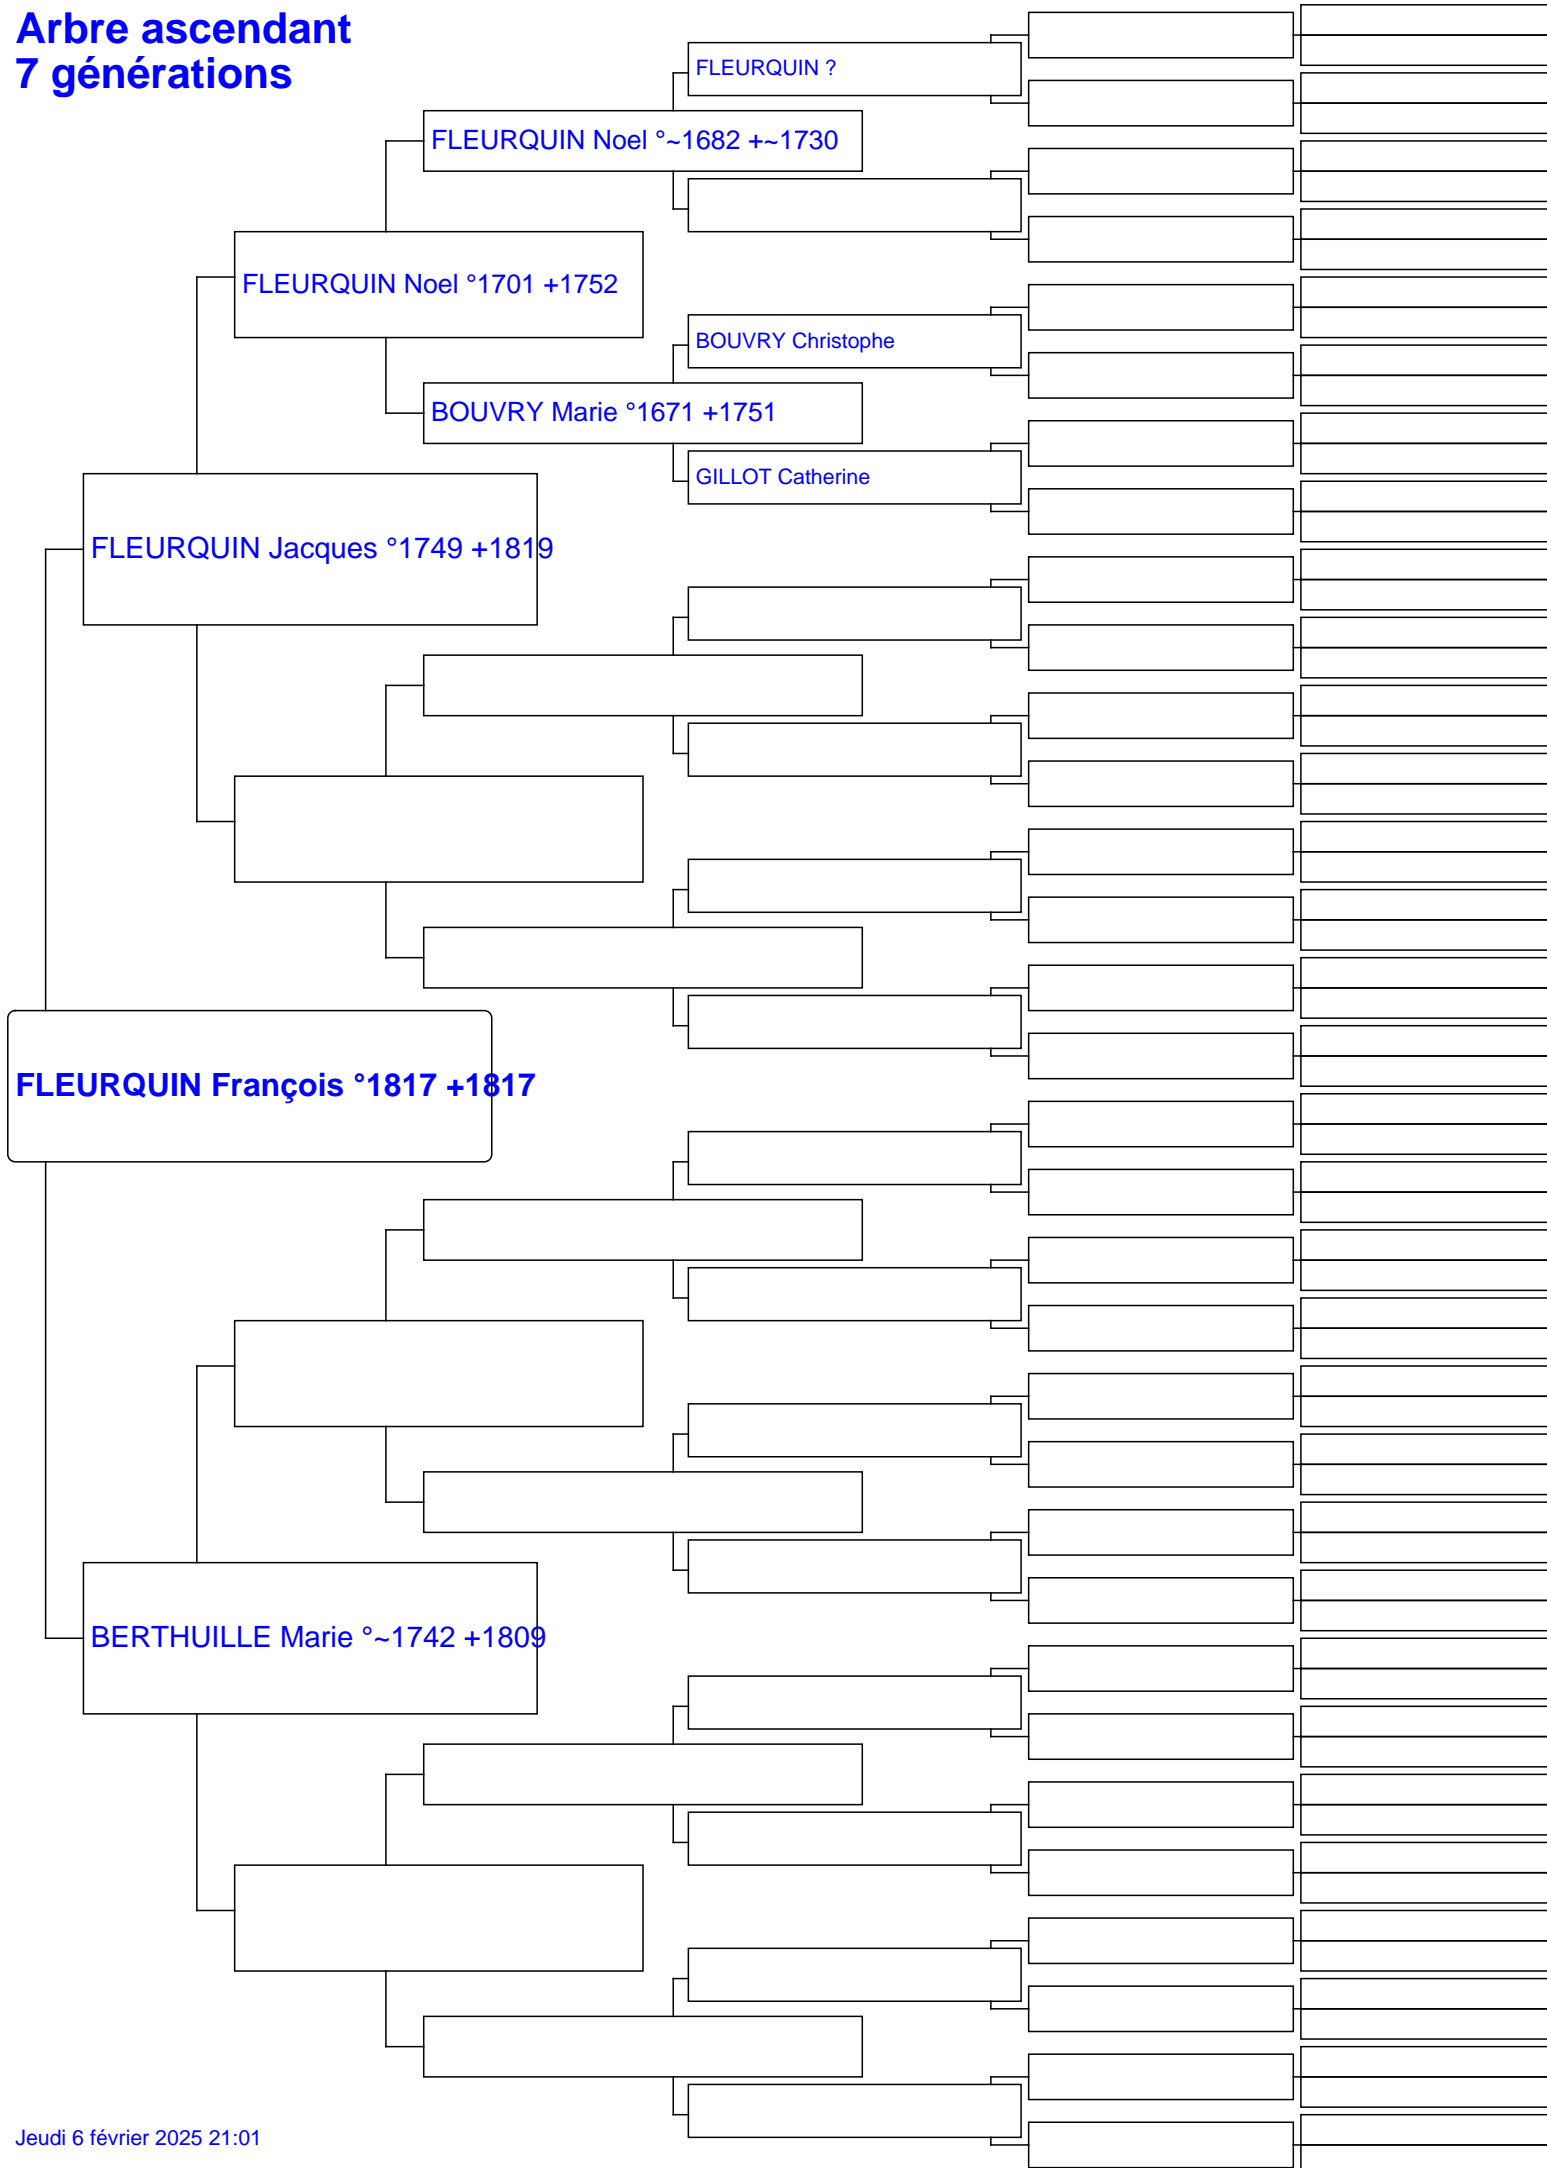 Arbre ascendant
7 générations
FLEURQUIN ?
FLEURQUIN Noel °~1682 +~1730
FLEURQUIN Noel °1701 +1752
BOUVRY Christophe
BOUVRY Marie °1671 +1751
GILLOT Catherine
FLEURQUIN Jacques °1749 +1819
FLEURQUIN François °1817 +1817
BERTHUILLE Marie °~1742 +1809
Jeudi 6 février 2025 21:01